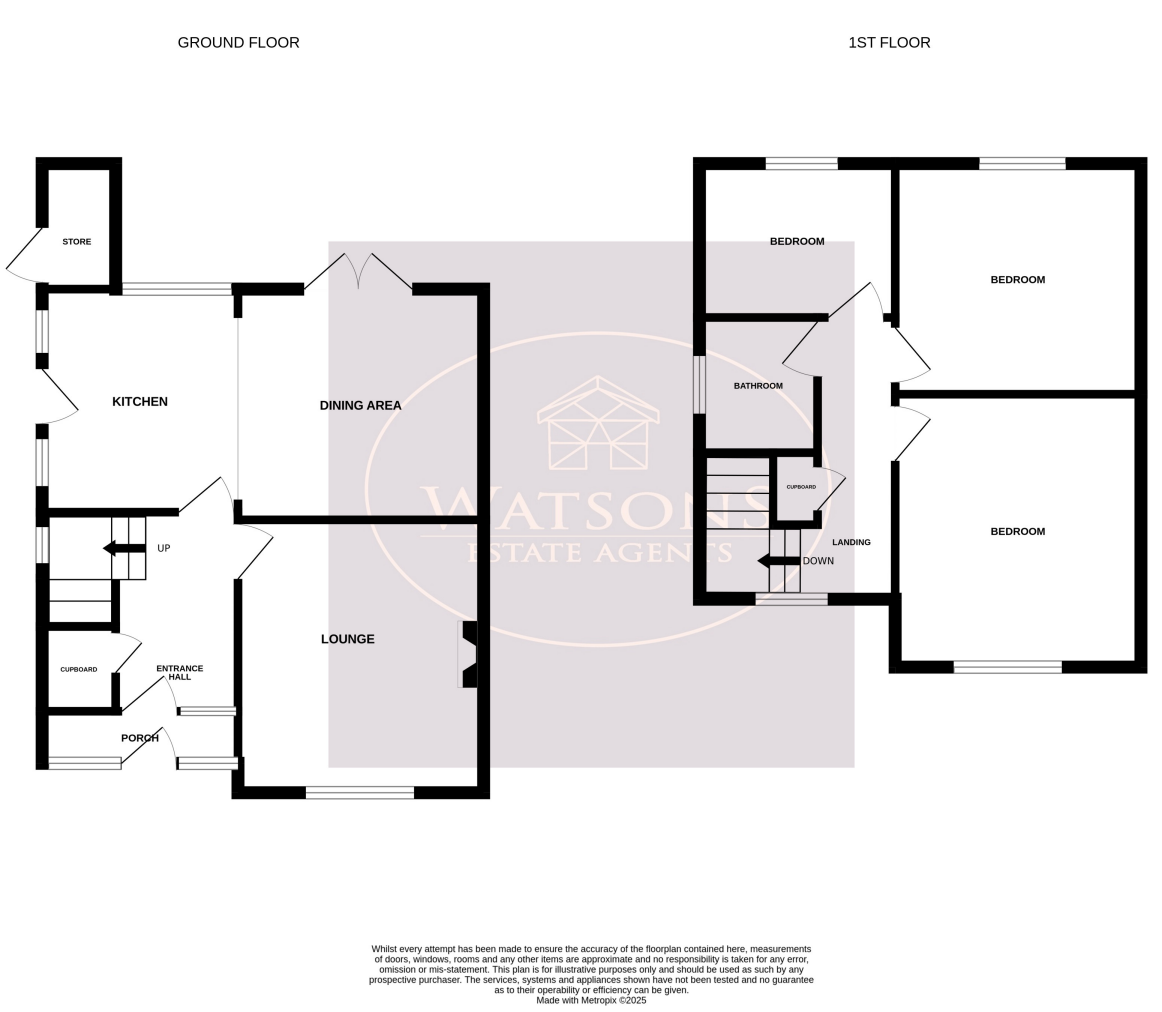 GROUND FLOOR
1ST FLOOR
STORE
KITCHEN
DINING AREA
UP
LOUNGE
CUPBOARD
ENTRANCE
HALL
PORCH
BEDROOM
BEDROOM
BATHROOM
CUPBOARD
LANDING
DOWN
BEDROOM
WATSONS
ESTATE AGENTS
Whilst every attempt has been made to ensure the accuracy of the floorplan contained here, measurements
of doors, windows, rooms and any other items are approximate and no responsibility is taken for any error,
omission or mis-statement. This plan is for illustrative purposes only and should be used as such by any
prospective purchaser. The services, systems and appliances shown have not been tested and no guarantee
as to their operability or efficiency can be given.
Made with Metropix ©2025